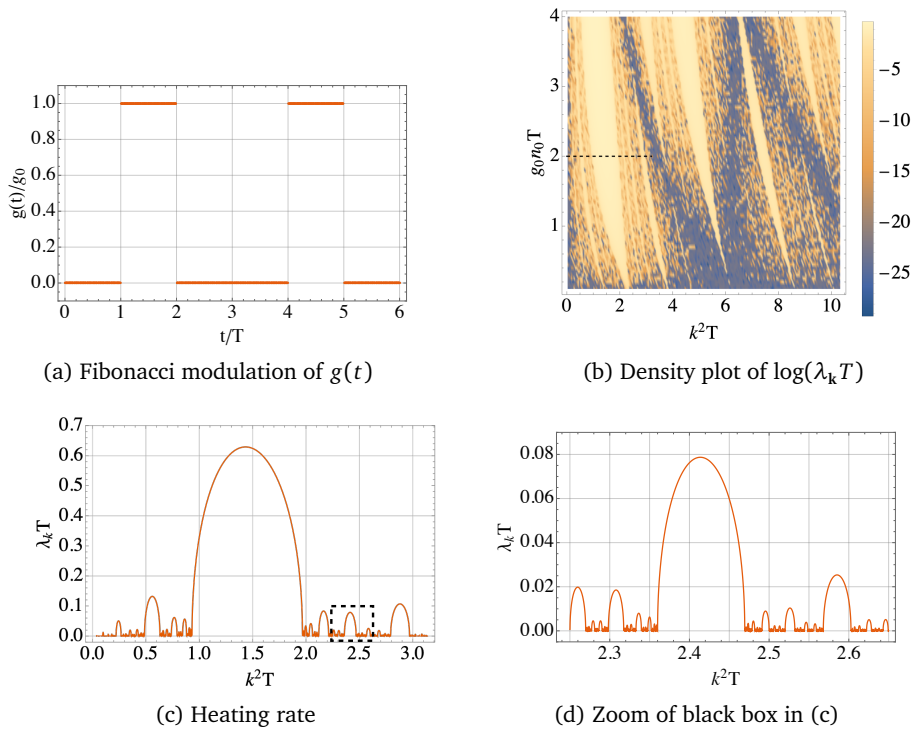 1.0
0.8
0.6
0.4
0.2
0.0
g(t)/g₀
0 1 2 3 4 5 6
t/T
(a) Fibonacci modulation of g(t)
4
3
2
1
g₀n₀T
0 2 4 6 8 10
k²T
−5
−10
−15
−20
−25
(b) Density plot of log(λₖT)
0.7
0.6
0.5
0.4
0.3
0.2
0.1
0.0
λₖT
0.0 0.5 1.0 1.5 2.0 2.5 3.0
k²T
(c) Heating rate
0.08
0.06
0.04
0.02
0.00
λₖT
2.3 2.4 2.5 2.6
k²T
(d) Zoom of black box in (c)